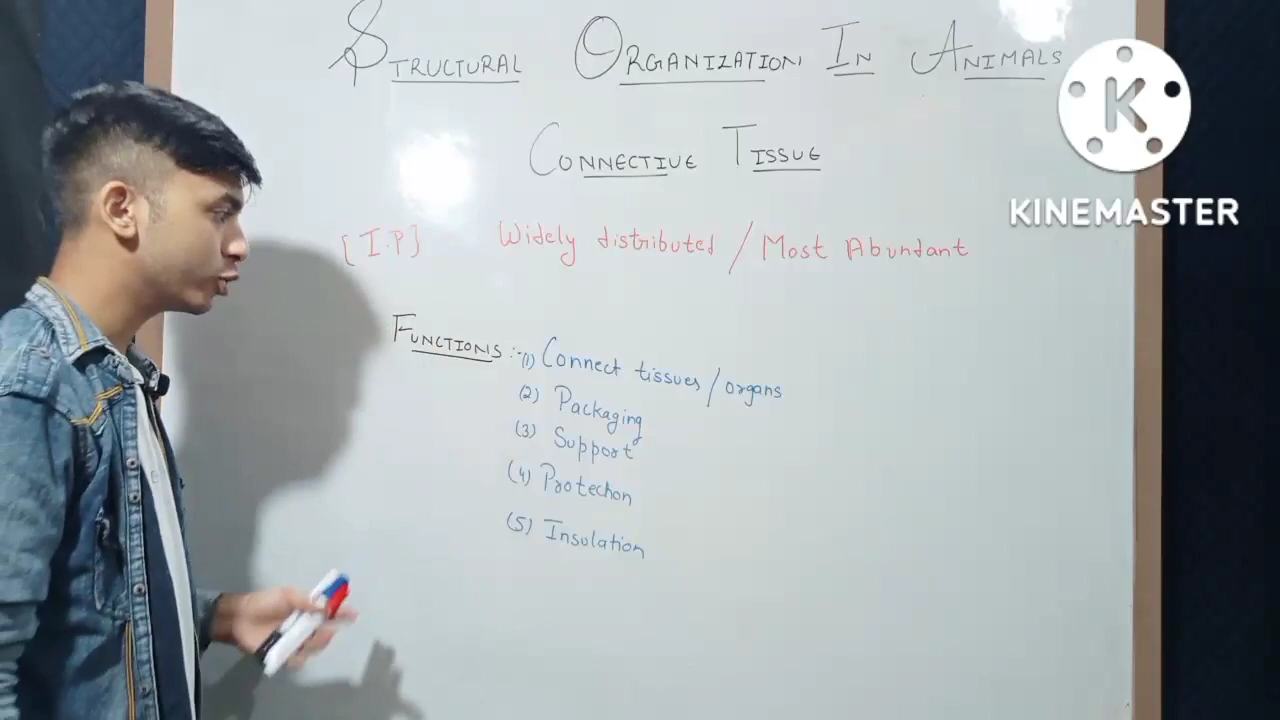 STRUCTURAL ORGANIZATION IN ANIMALS
CONNECTIVE TISSUE
[I.P] Widely distributed / Most Abundant
FUNCTIONS :- (1) Connect tissues / organs
(2) Packaging
(3) Support
(4) Protection
(5) Insulation
K
KINEMASTER